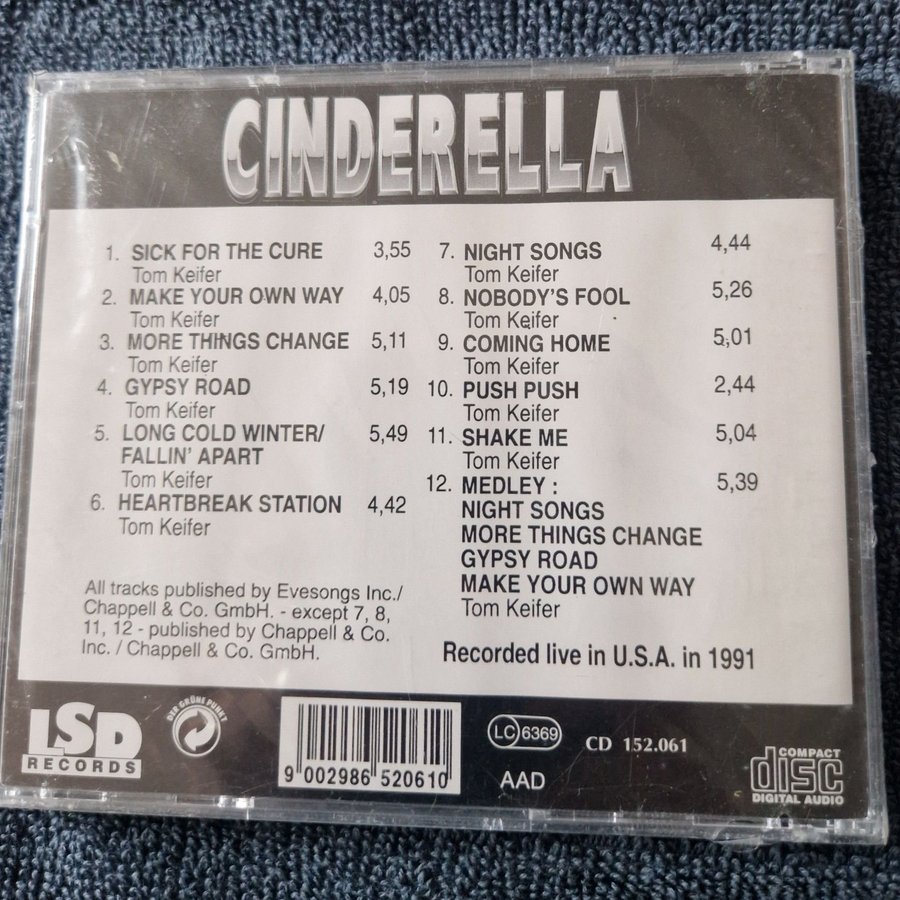 CINDERELLA
1. SICK FOR THE CURE 3,55
Tom Keifer
2. MAKE YOUR OWN WAY 4,05
Tom Keifer
3. MORE THINGS CHANGE 5,11
Tom Keifer
4. GYPSY ROAD 5,19
Tom Keifer
5. LONG COLD WINTER/ 5,49
FALLIN' APART
Tom Keifer
6. HEARTBREAK STATION 4,42
Tom Keifer
All tracks published by Evesongs Inc./
Chappell & Co. GmbH. - except 7, 8,
11, 12 - published by Chappell & Co.
Inc. / Chappell & Co. GmbH.
7. NIGHT SONGS 4,44
Tom Keifer
8. NOBODY'S FOOL 5,26
Tom Keifer
9. COMING HOME 5,01
Tom Keifer
10. PUSH PUSH 2,44
Tom Keifer
11. SHAKE ME 5,04
Tom Keifer
12. MEDLEY : 5,39
NIGHT SONGS
MORE THINGS CHANGE
GYPSY ROAD
MAKE YOUR OWN WAY
Tom Keifer
Recorded live in U.S.A. in 1991
LSD
RECORDS
DER GRÜNE PUNKT
9 002986 520610
LC 6369
AAD
CD 152.061
COMPACT
disc
DIGITAL AUDIO